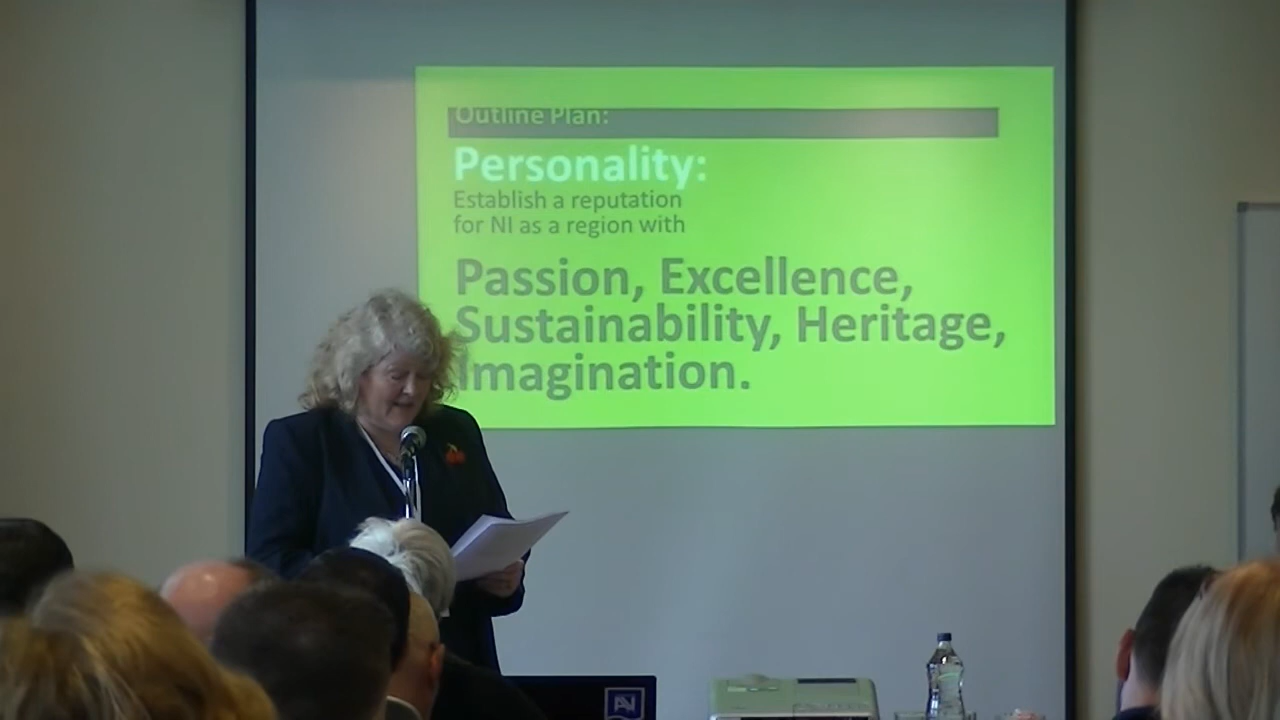 Outline Plan:
Personality:
Establish a reputation
for NI as a region with
Passion, Excellence,
Sustainability, Heritage,
Imagination.